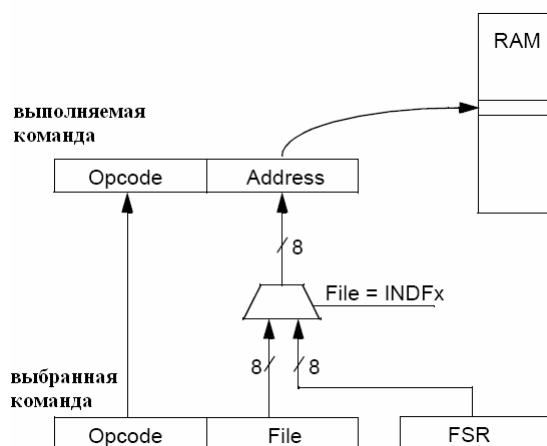 RAM
выполняемая
команда
Opcode
Address
8
File = INDFx
8
8
выбранная
команда
Opcode
File
FSR